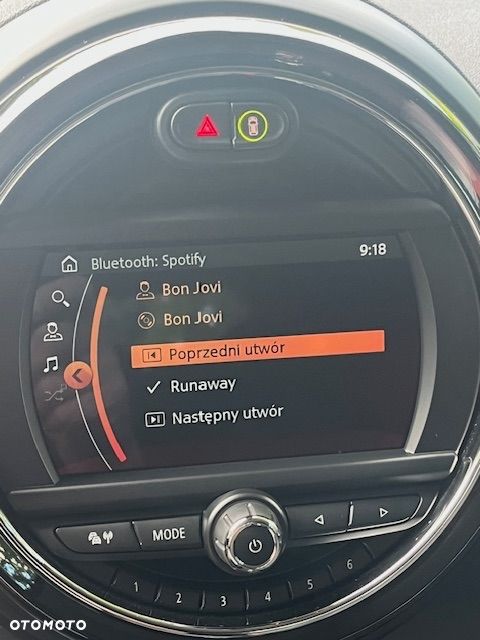 Bluetooth: Spotify
9:18
Bon Jovi
Bon Jovi
Poprzedni utwór
Runaway
Następny utwór
MODE
1 2 3 4 5 6
OTOMOTO